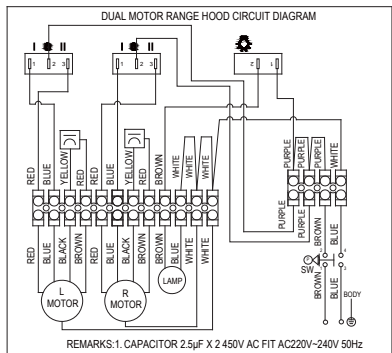 DUAL MOTOR RANGE HOOD CIRCUIT DIAGRAM
I II I II
1 2 3 1 2 3 2 1
RED BLUE YELLOW RED RED BLUE YELLOW RED BROWN WHITE WHITE WHITE
PURPLE PURPLE PURPLE WHITE
PURPLE PURPLE BROWN BLUE
RED BLUE BLACK BROWN RED BLUE BLACK BROWN BROWN BLUE WHITE WHITE
L
MOTOR
R
MOTOR
LAMP
P
SW
BROWN BLUE
BODY
REMARKS:1. CAPACITOR 2.5µF X 2 450V AC FIT AC220V~240V 50Hz